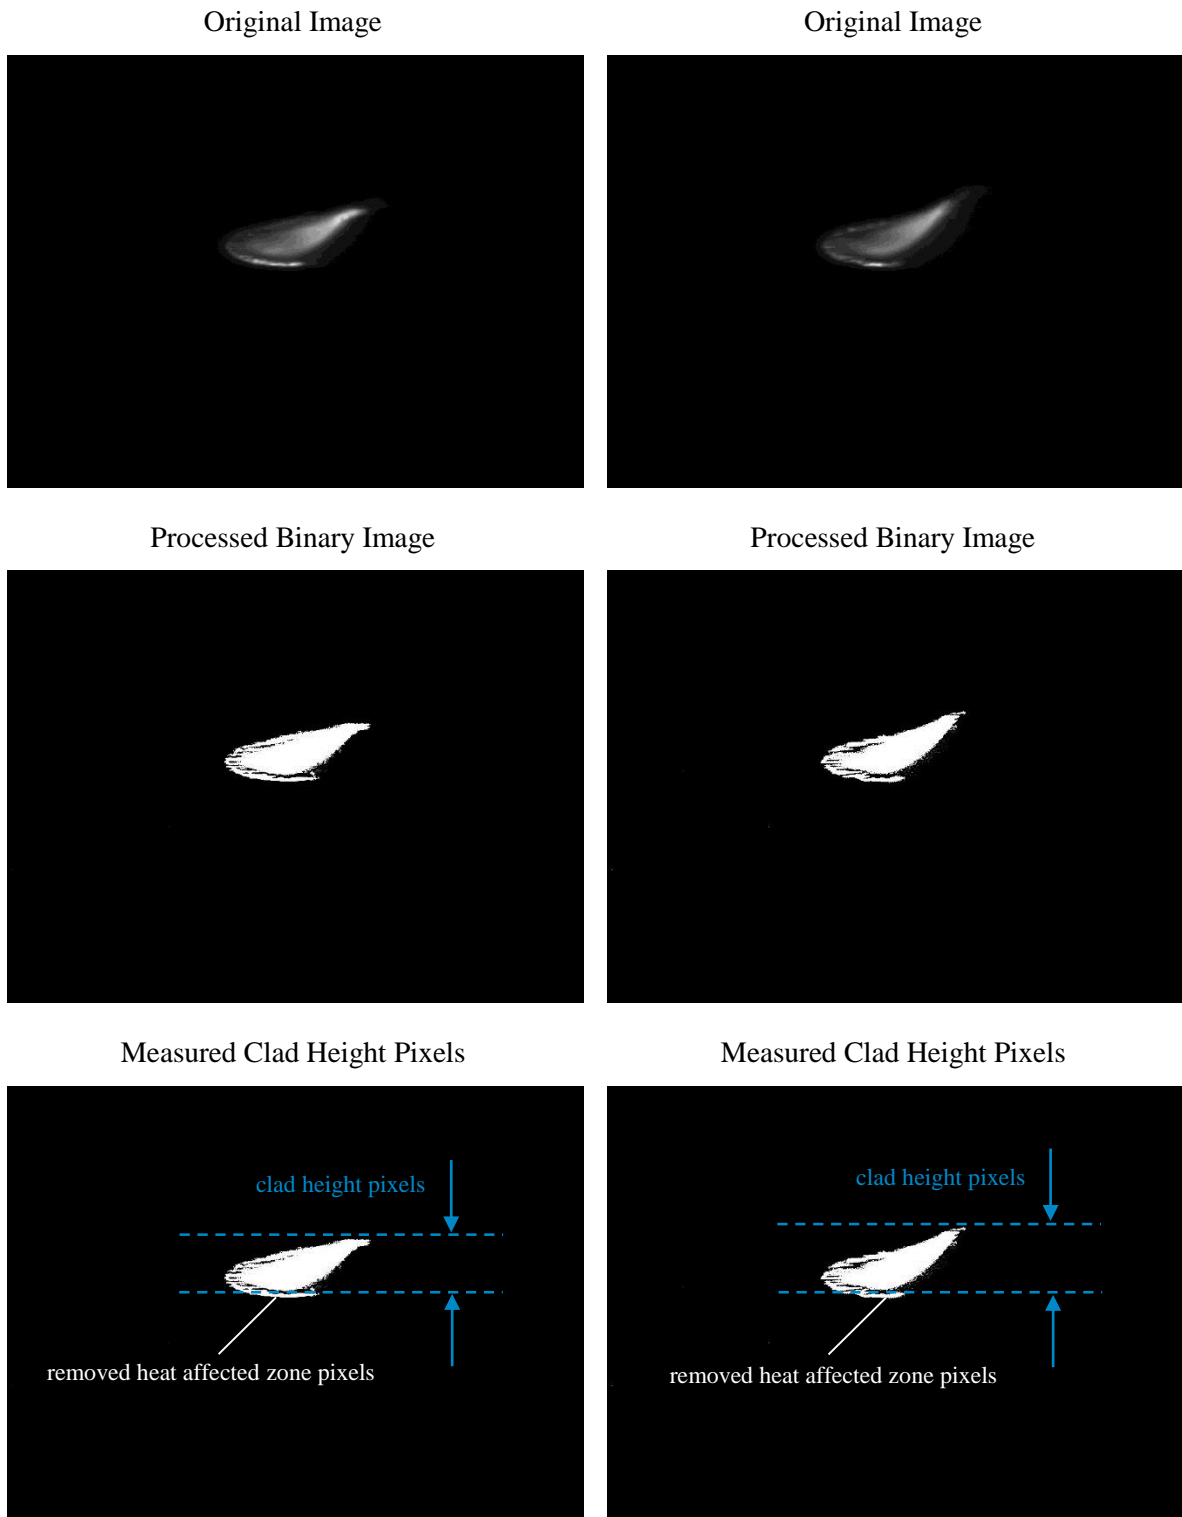 Original Image
Original Image
Processed Binary Image
Processed Binary Image
Measured Clad Height Pixels
Measured Clad Height Pixels
clad height pixels
clad height pixels
removed heat affected zone pixels
removed heat affected zone pixels